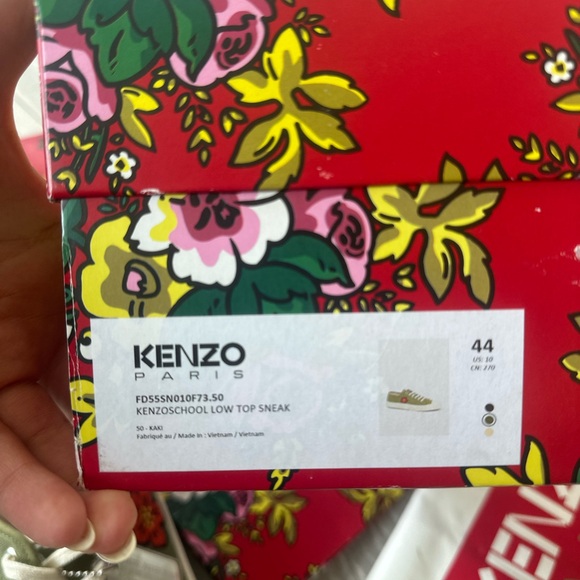 KENZO
PARIS
FD55SN010F73.50
KENZOSCHOOL LOW TOP SNEAK
50 - KAKI
Fabriqué au / Made In : Vietnam / Vietnam
44
US: 10
CN: 270
KENZ